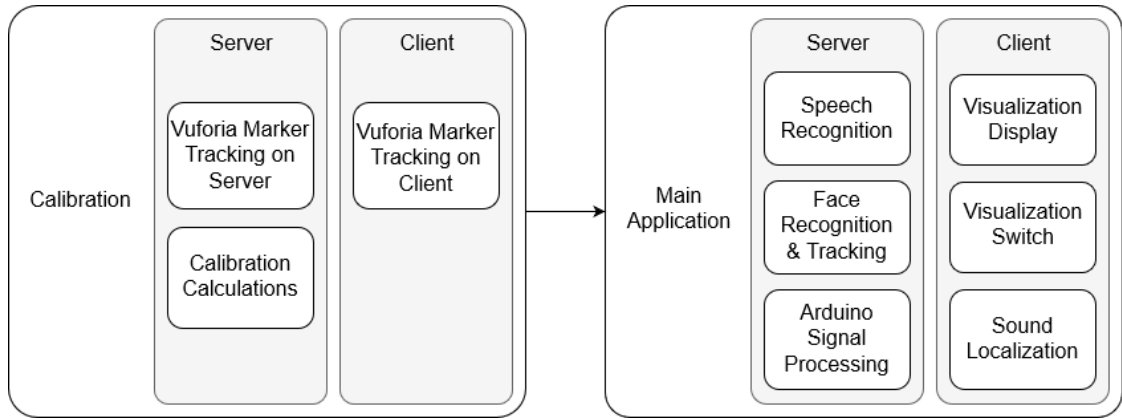 Calibration
Server
Vuforia Marker
Tracking on
Server
Calibration
Calculations
Client
Vuforia Marker
Tracking on
Client
Main
Application
Server
Speech
Recognition
Face
Recognition
& Tracking
Arduino
Signal
Processing
Client
Visualization
Display
Visualization
Switch
Sound
Localization